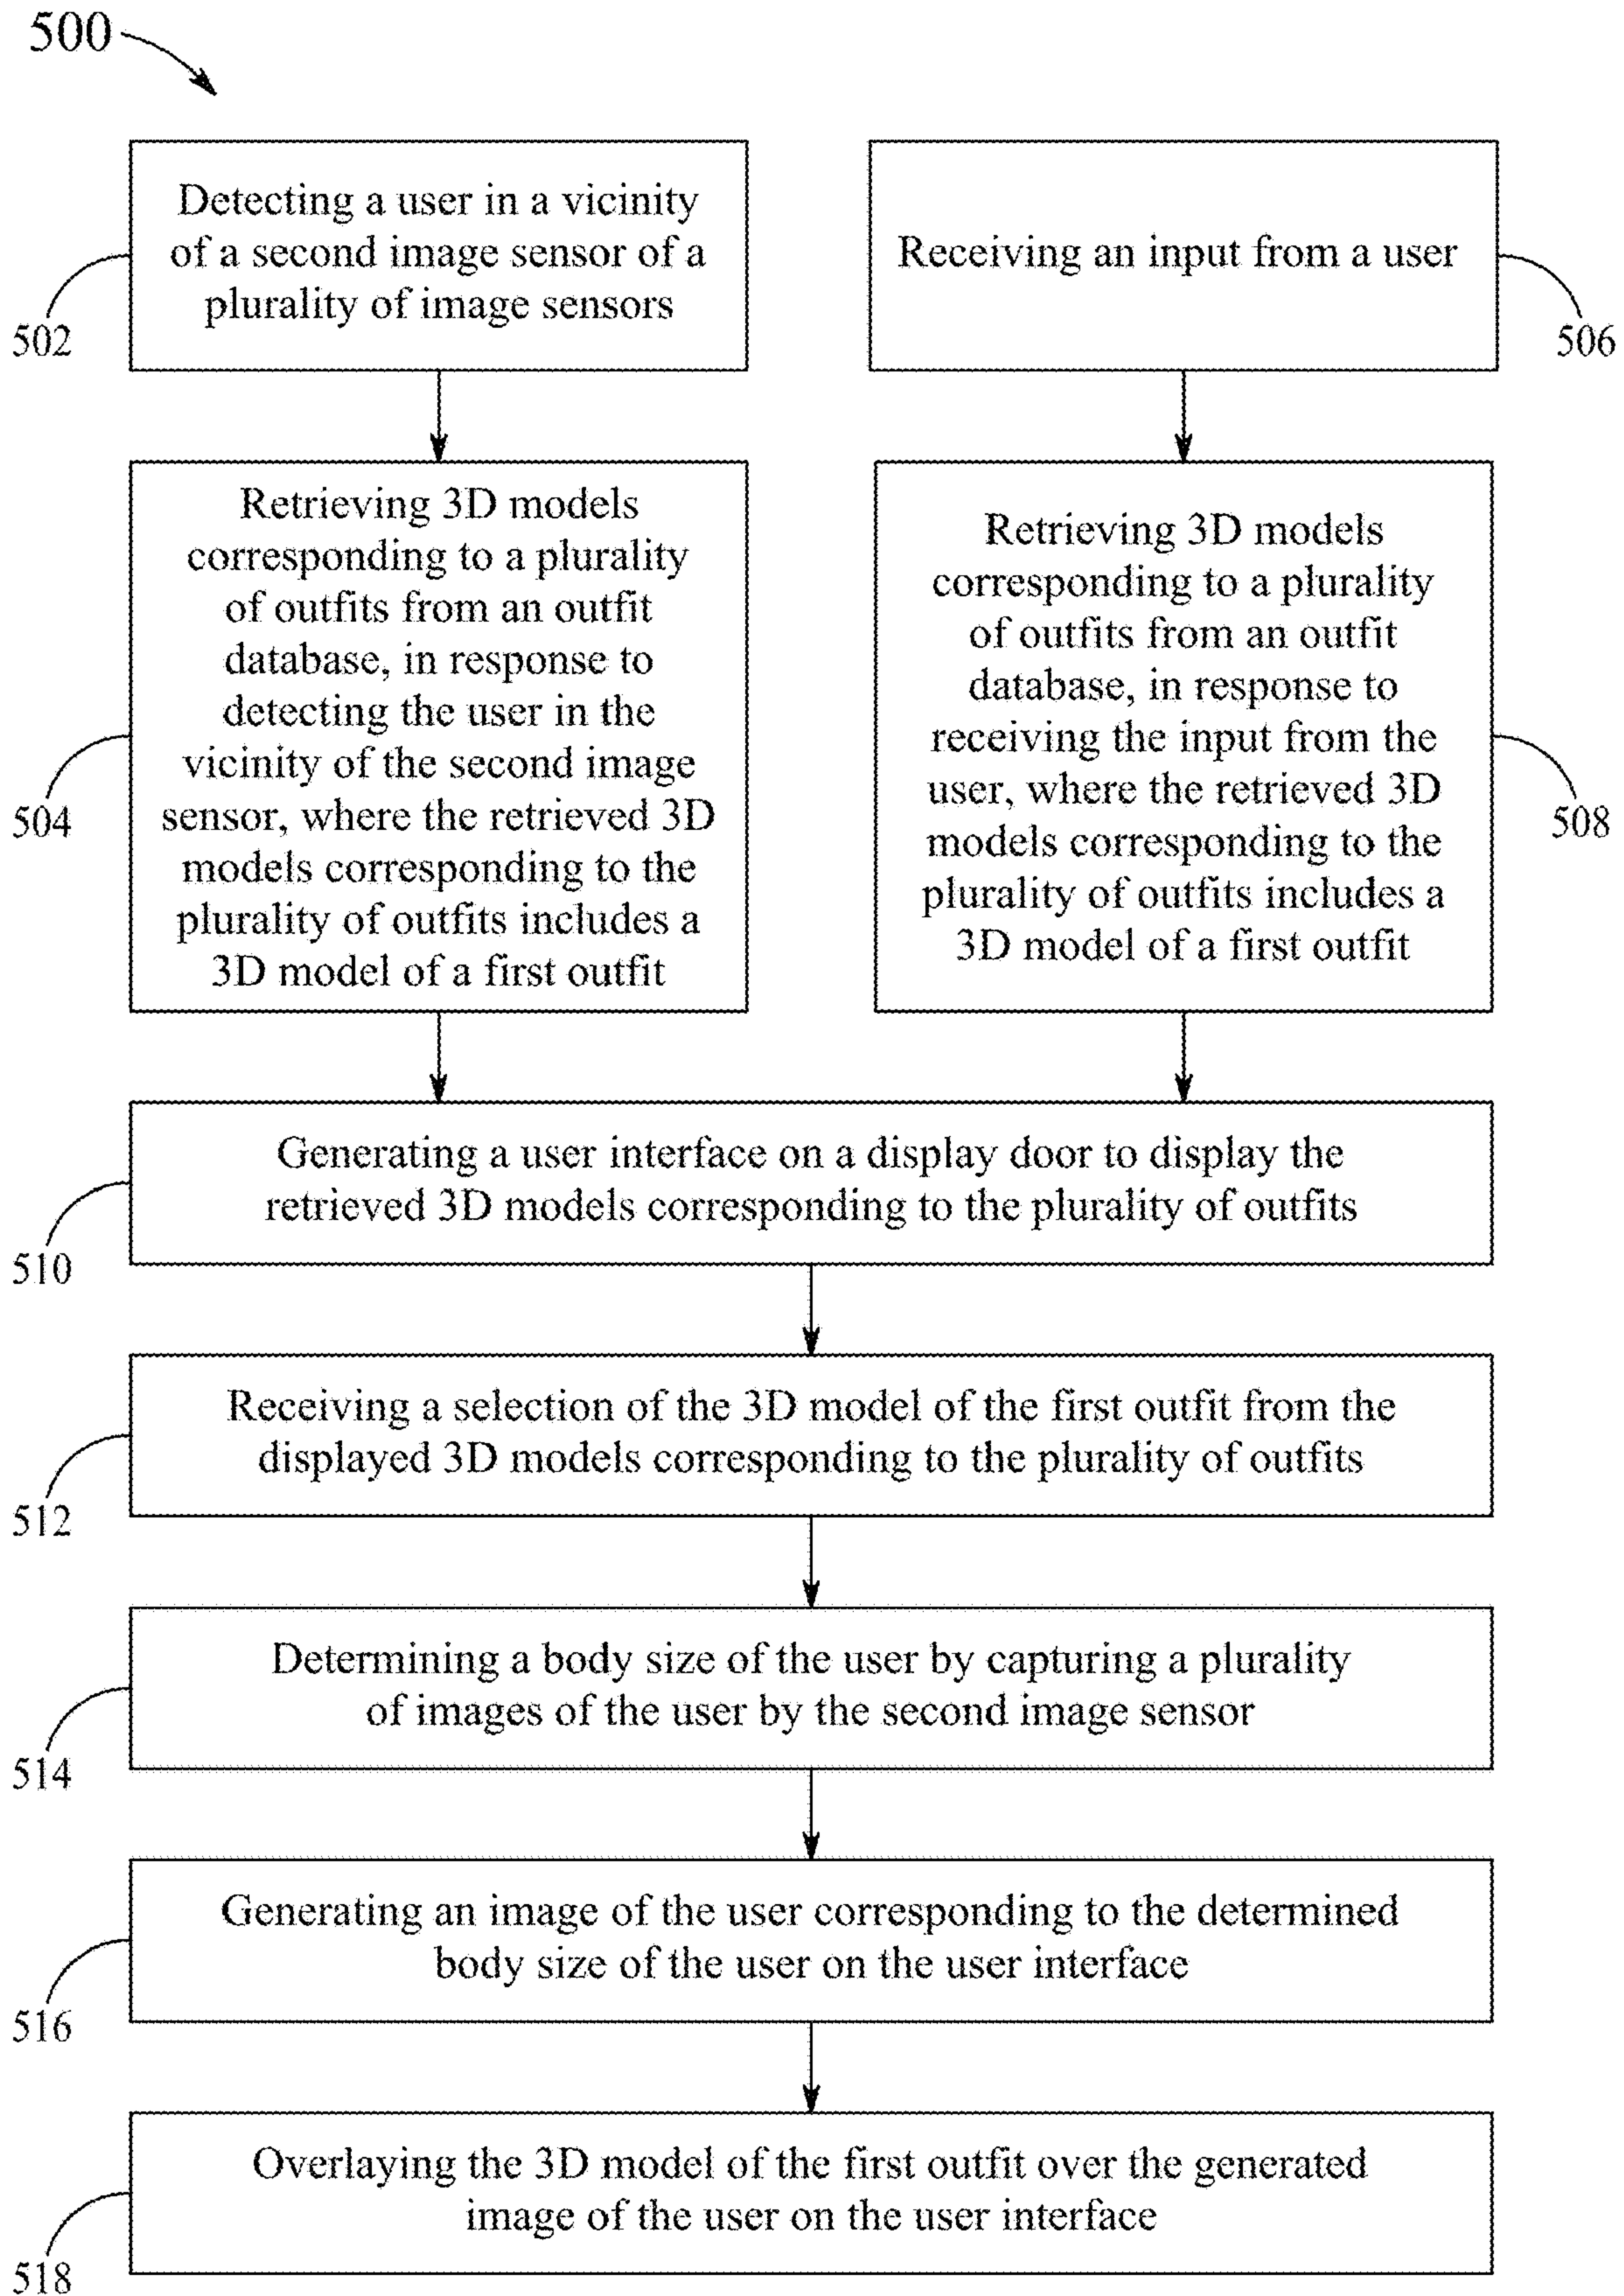 500
Detecting a user in a vicinity
of a second image sensor of a
plurality of image sensors
502
Receiving an input from a user
506
Retrieving 3D models
corresponding to a plurality
of outfits from an outfit
database, in response to
detecting the user in the
vicinity of the second image
sensor, where the retrieved 3D
models corresponding to the
plurality of outfits includes a
3D model of a first outfit
504
Retrieving 3D models
corresponding to a plurality
of outfits from an outfit
database, in response to
receiving the input from the
user, where the retrieved 3D
models corresponding to the
plurality of outfits includes a
3D model of a first outfit
508
Generating a user interface on a display door to display the
retrieved 3D models corresponding to the plurality of outfits
510
Receiving a selection of the 3D model of the first outfit from the
displayed 3D models corresponding to the plurality of outfits
512
Determining a body size of the user by capturing a plurality
of images of the user by the second image sensor
514
Generating an image of the user corresponding to the determined
body size of the user on the user interface
516
Overlaying the 3D model of the first outfit over the generated
image of the user on the user interface
518